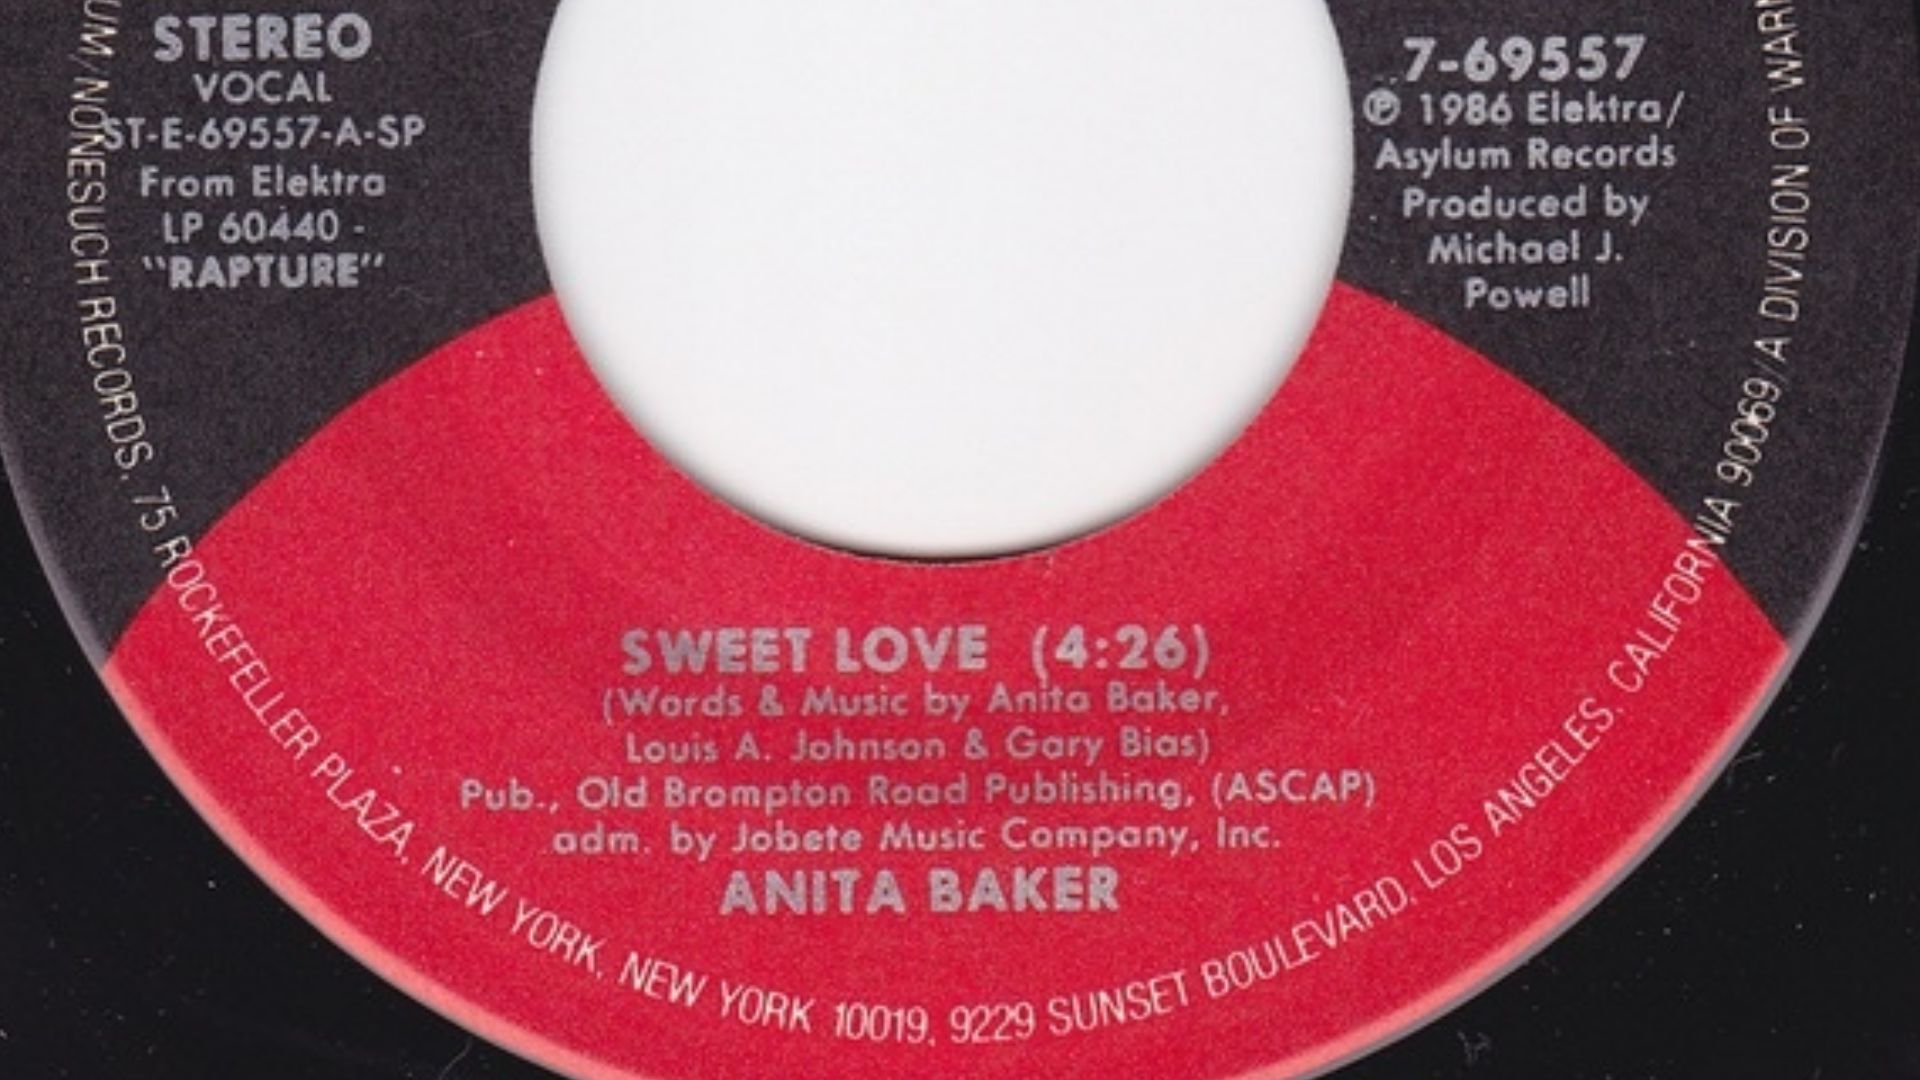 STEREO
VOCAL
ST-E-69557-A-SP
From Elektra
LP 60440 -
"RAPTURE"
7-69557
℗ 1986 Elektra/
Asylum Records
Produced by
Michael J.
Powell
SWEET LOVE (4:26)
(Words & Music by Anita Baker,
Louis A. Johnson & Gary Bias)
Pub., Old Brompton Road Publishing, (ASCAP)
adm. by Jobete Music Company, Inc.
ANITA BAKER
NONESUCH RECORDS, 75 ROCKEFELLER PLAZA, NEW YORK, NEW YORK 10019, 9229 SUNSET BOULEVARD, LOS ANGELES, CALIFORNIA 90069 / A DIVISION OF